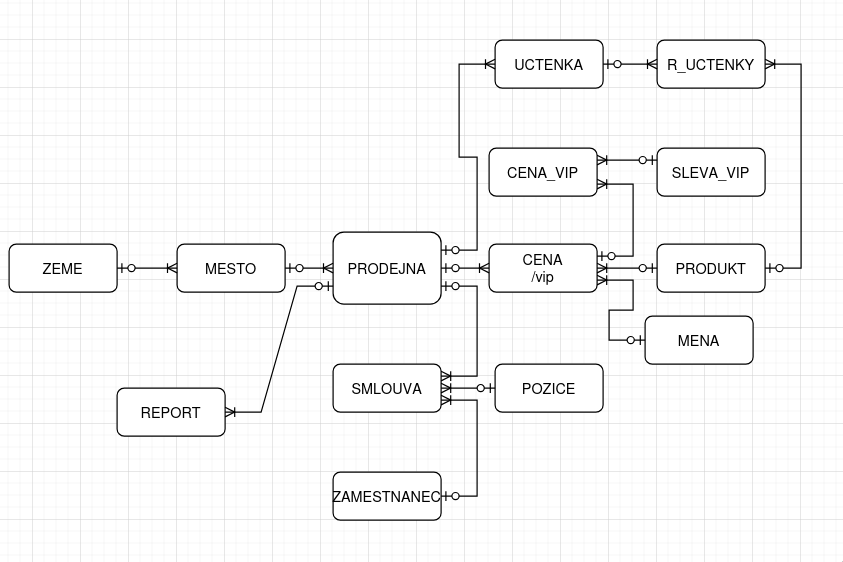 UCTENKA
R_UCTENKY
CENA_VIP
SLEVA_VIP
ZEME
MESTO
PRODEJNA
CENA
/vip
PRODUKT
MENA
SMLOUVA
POZICE
REPORT
ZAMESTNANEC